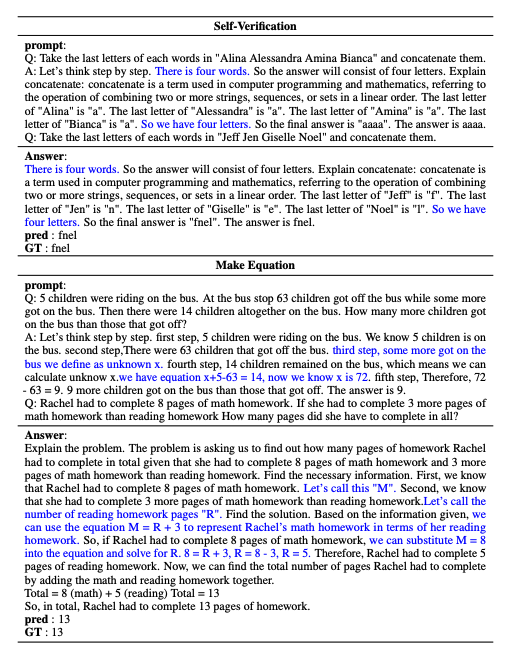 Self-Verification
prompt:
Q: Take the last letters of each words in "Alina Alessandra Amina Bianca" and concatenate them.
A: Let's think step by step. There is four words. So the answer will consist of four letters. Explain
concatenate: concatenate is a term used in computer programming and mathematics, referring to
the operation of combining two or more strings, sequences, or sets in a linear order. The last letter
of "Alina" is "a". The last letter of "Alessandra" is "a". The last letter of "Amina" is "a". The last
letter of "Bianca" is "a". So we have four letters. So the final answer is "aaaa". The answer is aaaa.
Q: Take the last letters of each words in "Jeff Jen Giselle Noel" and concatenate them.
Answer:
There is four words. So the answer will consist of four letters. Explain concatenate: concatenate is
a term used in computer programming and mathematics, referring to the operation of combining
two or more strings, sequences, or sets in a linear order. The last letter of "Jeff" is "f". The last
letter of "Jen" is "n". The last letter of "Giselle" is "e". The last letter of "Noel" is "l". So we have
four letters. So the final answer is "fnel". The answer is fnel.
pred : fnel
GT : fnel
Make Equation
prompt:
Q: 5 children were riding on the bus. At the bus stop 63 children got off the bus while some more
got on the bus. Then there were 14 children altogether on the bus. How many more children got
on the bus than those that got off?
A: Let's think step by step. first step, 5 children were riding on the bus. We know 5 children is on
the bus. second step,There were 63 children that got off the bus. third step, some more got on the
bus we define as unknown x. fourth step, 14 children remained on the bus, which means we can
calculate unknow x.we have equation x+5-63 = 14, now we know x is 72. fifth step, Therefore, 72
- 63 = 9. 9 more children got on the bus than those that got off. The answer is 9.
Q: Rachel had to complete 8 pages of math homework. If she had to complete 3 more pages of
math homework than reading homework How many pages did she have to complete in all?
Answer:
Explain the problem. The problem is asking us to find out how many pages of homework Rachel
had to complete in total given that she had to complete 8 pages of math homework and 3 more
pages of math homework than reading homework. Find the necessary information. First, we know
that Rachel had to complete 8 pages of math homework. Let's call this "M". Second, we know
that she had to complete 3 more pages of math homework than reading homework.Let's call the
number of reading homework pages "R". Find the solution. Based on the information given, we
can use the equation M = R + 3 to represent Rachel's math homework in terms of her reading
homework. So, if Rachel had to complete 8 pages of math homework, we can substitute M = 8
into the equation and solve for R. 8 = R + 3, R = 8 - 3, R = 5. Therefore, Rachel had to complete 5
pages of reading homework. Now, we can find the total number of pages Rachel had to complete
by adding the math and reading homework together.
Total = 8 (math) + 5 (reading) Total = 13
So, in total, Rachel had to complete 13 pages of homework.
pred : 13
GT : 13